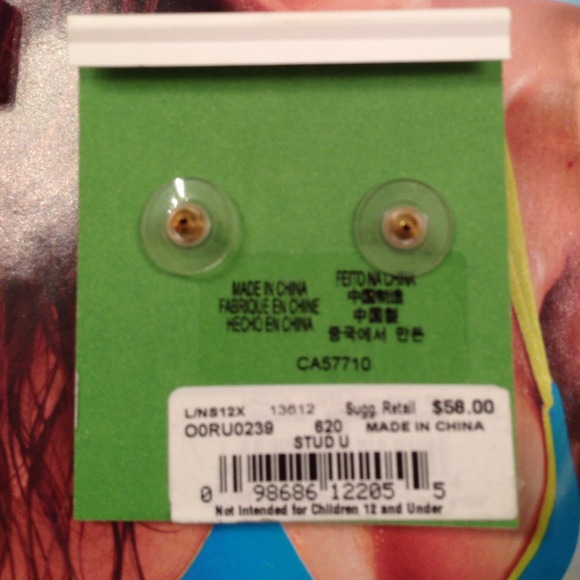 MADE IN CHINA
FABRIQUE EN CHINE
HECHO EN CHINA
FEITO NA CHINA
中国制造
中國製
중국에서 만든
CA57710
L/NS12X 13612 Sugg. Retail $58.00
O0RU0239 620 MADE IN CHINA
STUD U
0 98686 12205 5
Not Intended for Children 12 and Under